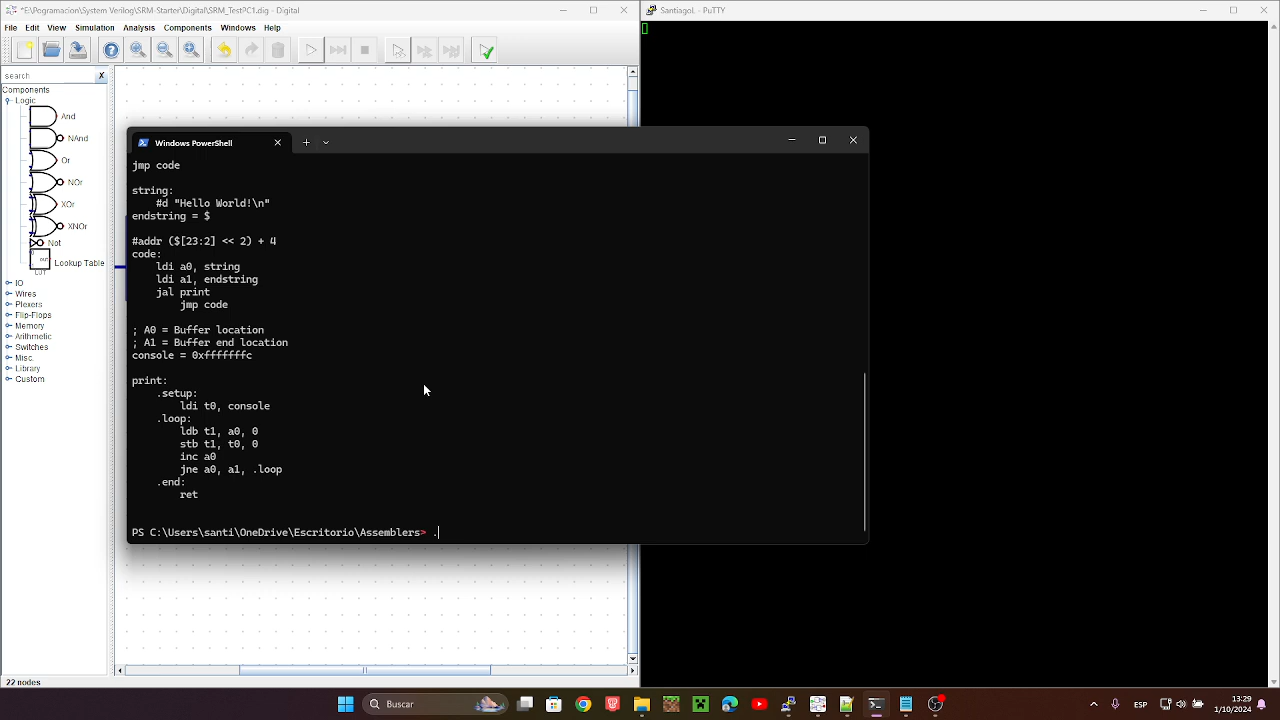 *E:\Pogramacion\System Verilog\SRM-Starter\Digital\SRM_TestPC1.dig - Digital
File Edit View Simulation Analysis Components Windows Help
search
Components
Logic
And
NAnd
Or
NOr
XOr
XNOr
Not
Lookup Table
LUT
IO
Wires
Plexers
Flip-Flops
Memory
Arithmetic
Switches
Misc.
Library
Custom
22 nodes
SantiagoL - PuTTY
Windows PowerShell
jmp code
string:
#d "Hello World!\n"
endstring = $
#addr ($[23:2] << 2) + 4
code:
ldi a0, string
ldi a1, endstring
jal print
jmp code
; A0 = Buffer location
; A1 = Buffer end location
console = 0xfffffffc
print:
.setup:
ldi t0, console
.loop:
ldb t1, a0, 0
stb t1, t0, 0
inc a0
jne a0, a1, .loop
.end:
ret
PS C:\Users\santi\OneDrive\Escritorio\Assemblers> .
Buscar
ESP
13:29
1/10/2024